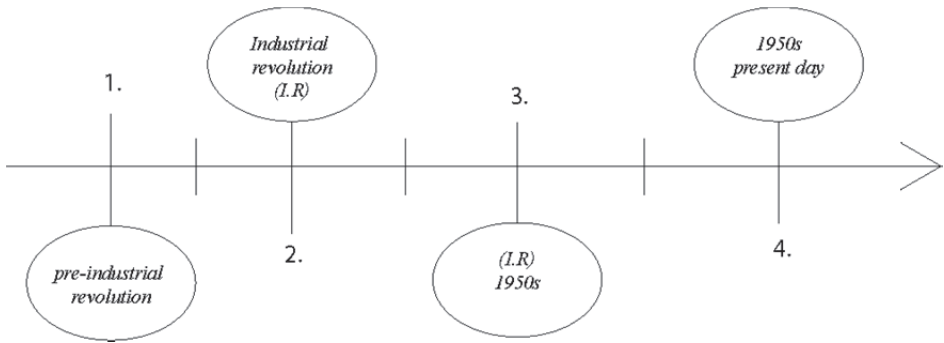 1.
Industrial
revolution
(I.R)
3.
1950s
present day
pre-industrial
revolution
2.
(I.R)
1950s
4.